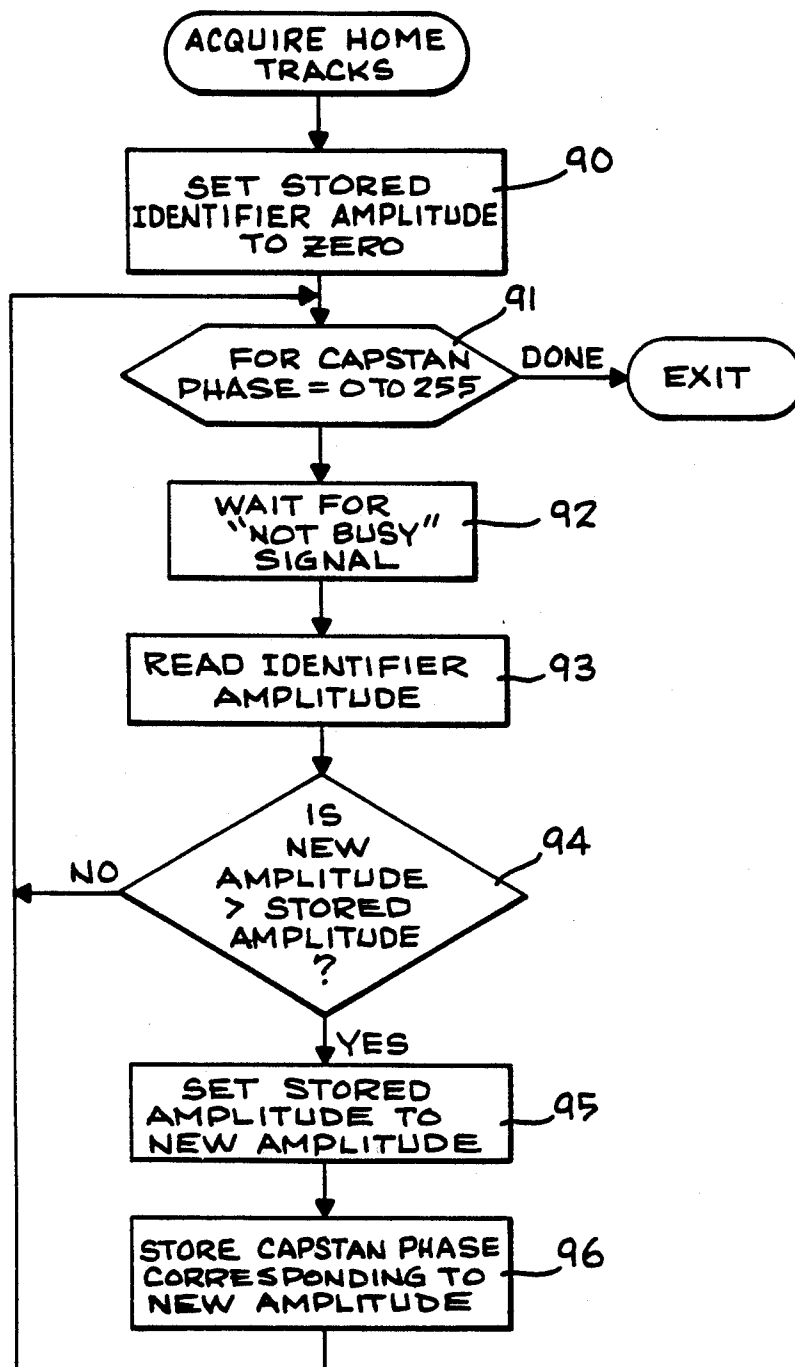 ACQUIRE HOME
TRACKS
90
SET STORED
IDENTIFIER AMPLITUDE
TO ZERO
91
FOR CAPSTAN
PHASE = 0 TO 255
DONE
EXIT
WAIT FOR
"NOT BUSY"
SIGNAL
92
READ IDENTIFIER
AMPLITUDE
93
IS
NEW
AMPLITUDE
> STORED
AMPLITUDE
?
94
NO
YES
SET STORED
AMPLITUDE TO
NEW AMPLITUDE
95
STORE CAPSTAN PHASE
CORRESPONDING TO
NEW AMPLITUDE
96